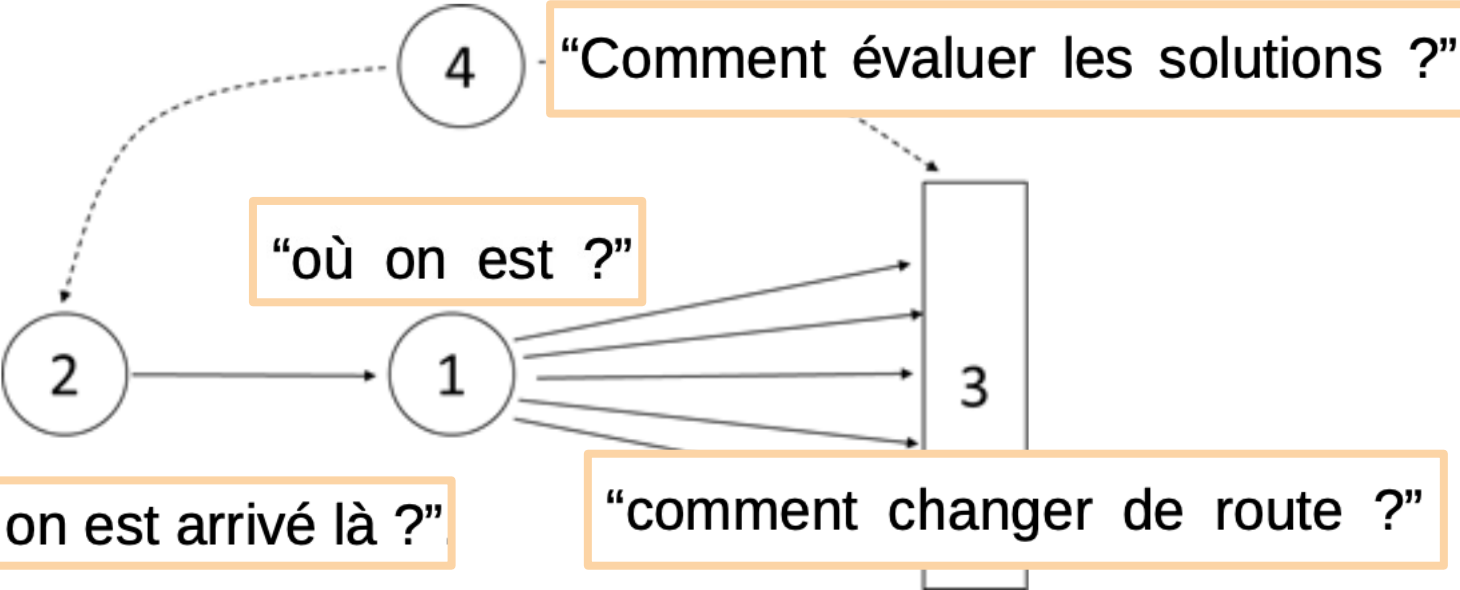 4
“Comment évaluer les solutions ?”
“où on est ?”
2
1
3
on est arrivé là ?”
“comment changer de route ?”